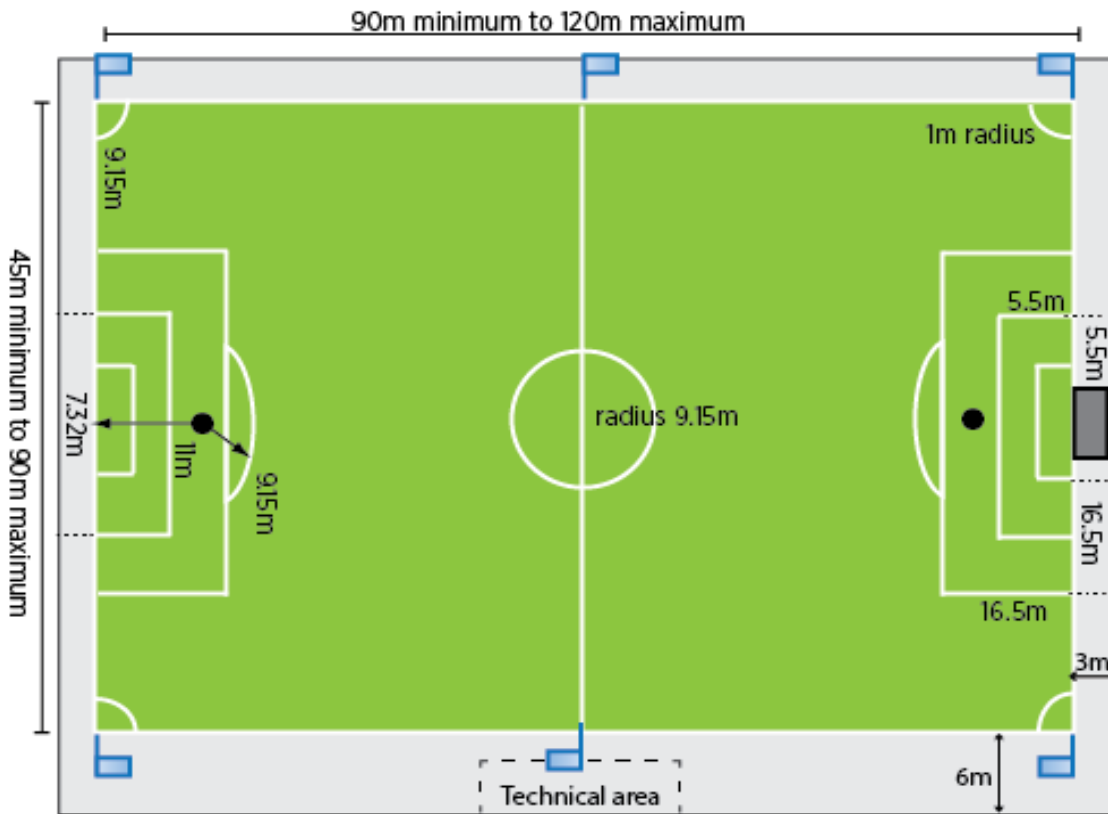 90m minimum to 120m maximum
1m radius
9.15m
45m minimum to 90m maximum
5.5m
5.5m
7.32m
11m
9.15m
radius 9.15m
16.5m
16.5m
3m
6m
Technical area